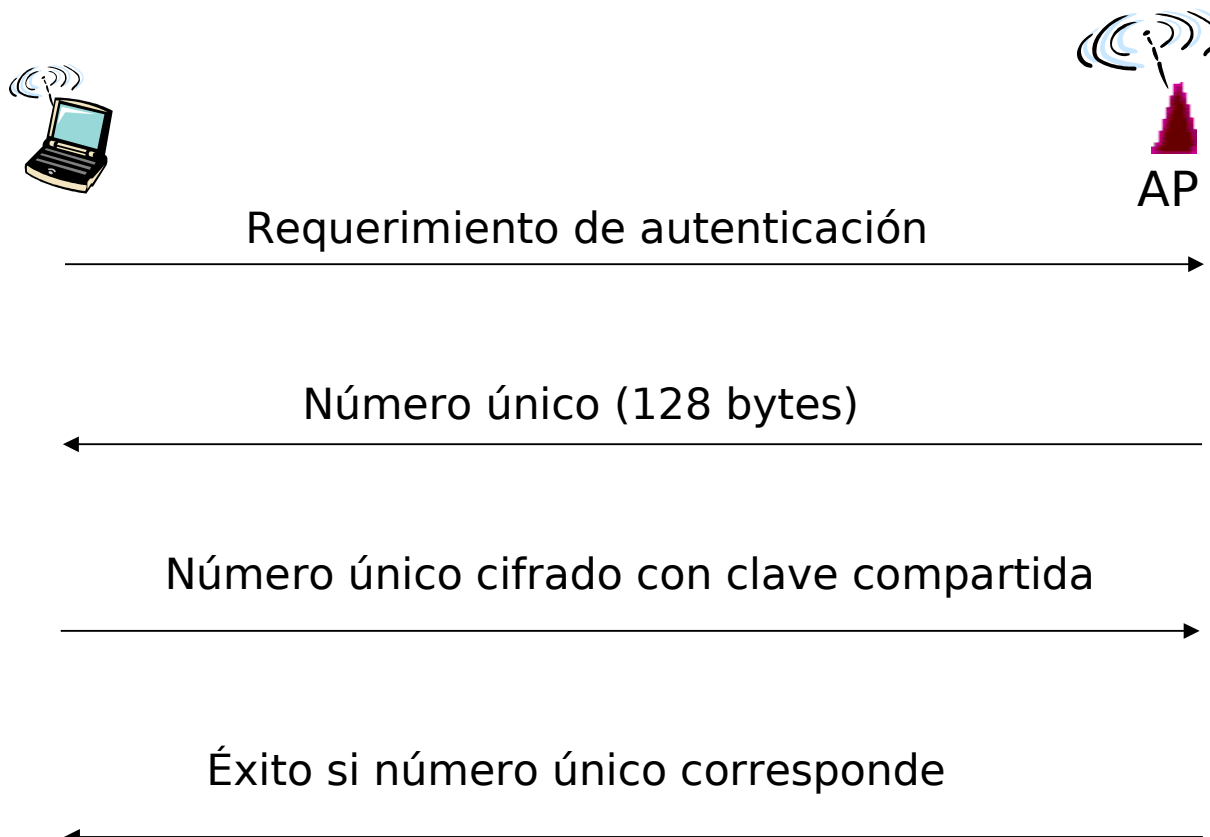 AP
Requerimiento de autenticación
Número único (128 bytes)
Número único cifrado con clave compartida
Éxito si número único corresponde